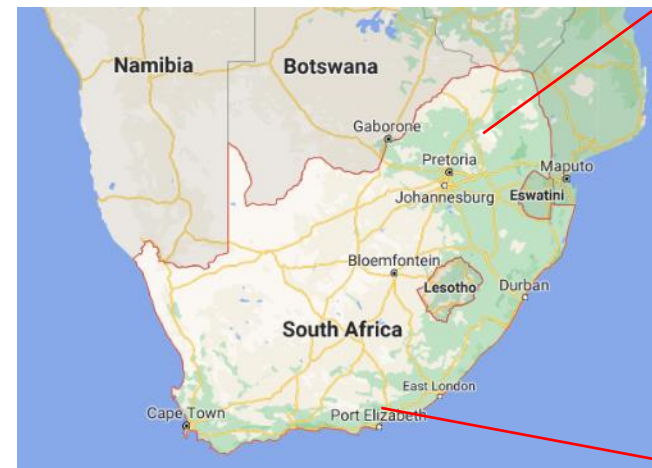 Namibia
Botswana
Gaborone
Pretoria
Maputo
Johannesburg
Eswatini
Bloemfontein
Lesotho
Durban
South Africa
East London
Cape Town
Port Elizabeth